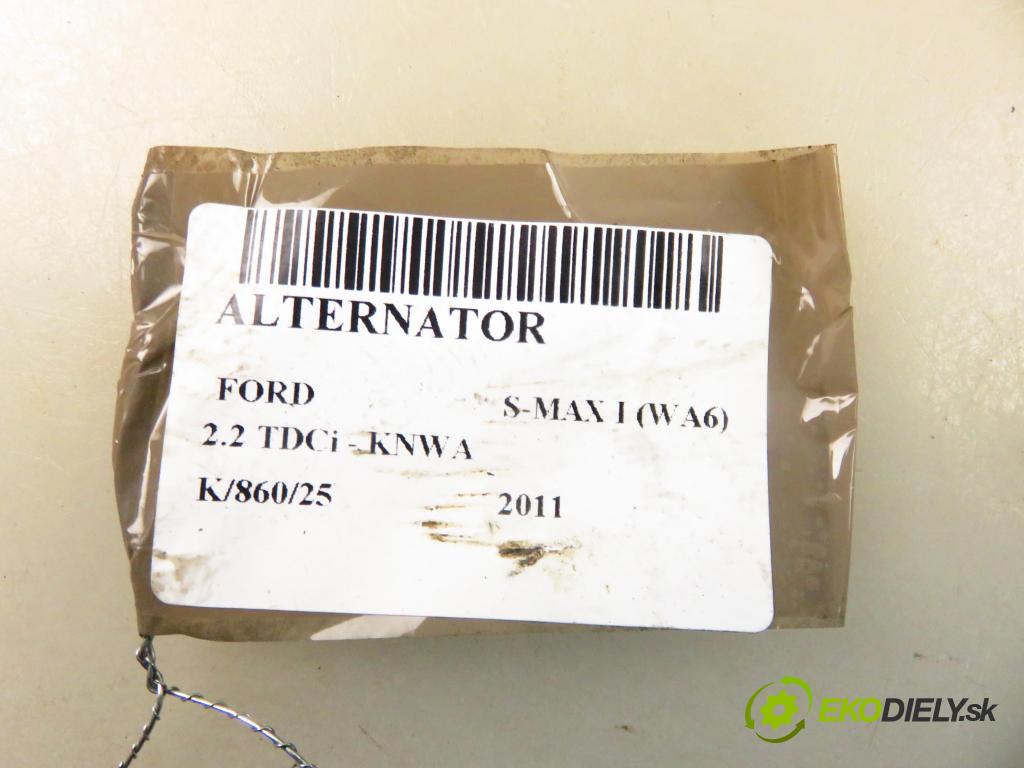 ALTERNATOR
FORD S-MAX I (WA6)
2.2 TDCi - KNWA
K/860/25 2011
EKODIELY.sk